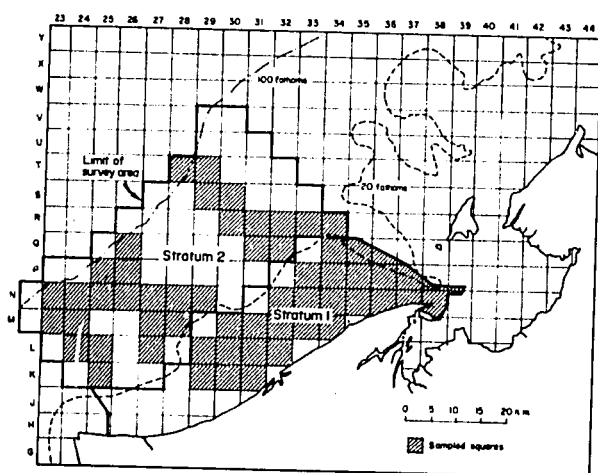 23 24 25 26 27 28 29 30 31 32 33 34 35 36 37 38 39 40 41 42 43 44
Y
X
W
V
U
T
S
R
Q
P
N
M
L
K
J
H
G
100 fathoms
Limit of
survey area
20 fathoms
Stratum 2
Stratum 1
0 5 10 20 n.m.
Sampled squares